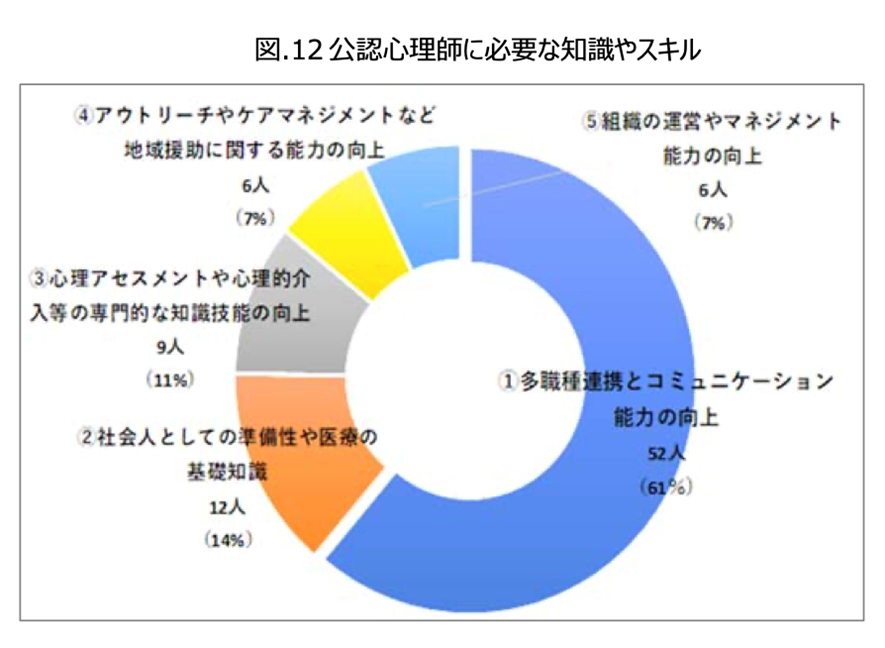 図.12 公認心理師に必要な知識やスキル
④アウトリーチやケアマネジメントなど
地域援助に関する能力の向上
6人
(7%)
⑤組織の運営やマネジメント
能力の向上
6人
(7%)
③心理アセスメントや心理的介
入等の専門的な知識技能の向上
9人
(11%)
①多職種連携とコミュニケーション
能力の向上
52人
(61%)
②社会人としての準備性や医療の
基礎知識
12人
(14%)